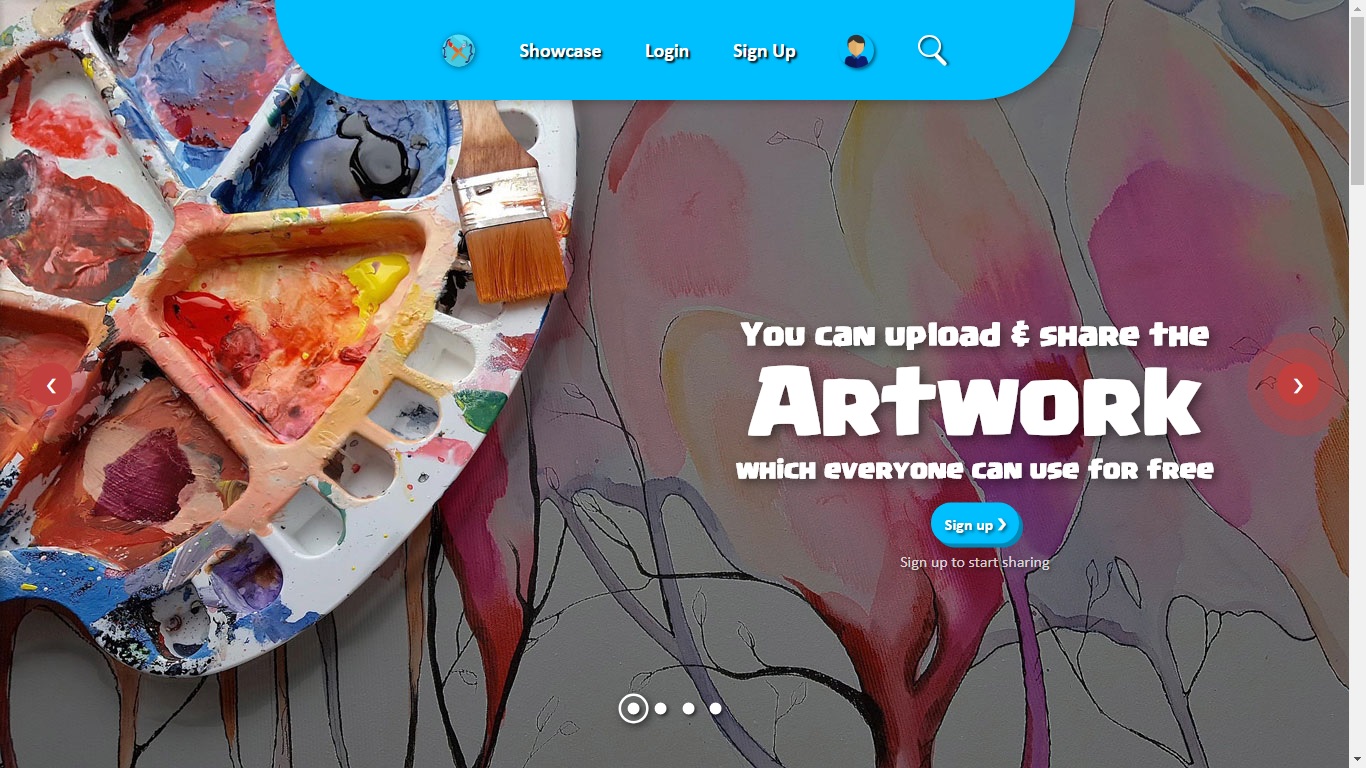 Showcase
Login
Sign Up
You can upload & share the
Artwork
which everyone can use for free
Sign up ❯
Sign up to start sharing
❮
❯